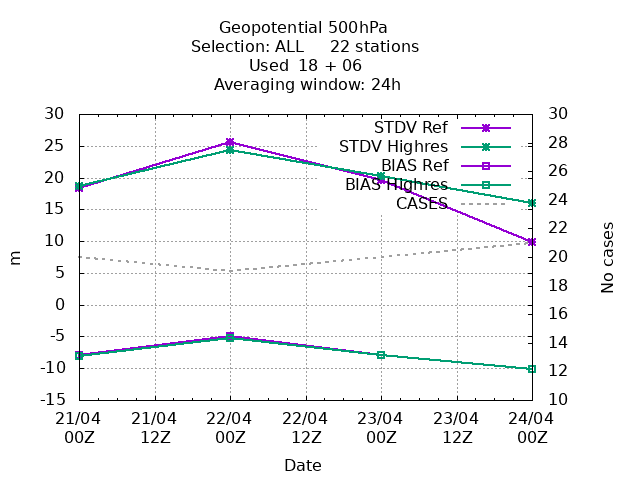 Geopotential 500hPa
Selection: ALL     22 stations
Used  18 + 06
Averaging window: 24h
STDV Ref
STDV Highres
BIAS Ref
BIAS Highres
CASES
30
25
20
15
10
5
0
-5
-10
-15
m
30
28
26
24
22
20
18
16
14
12
10
No cases
21/04 21/04 22/04 22/04 23/04 23/04 24/04
00Z 12Z 00Z 12Z 00Z 12Z 00Z
Date